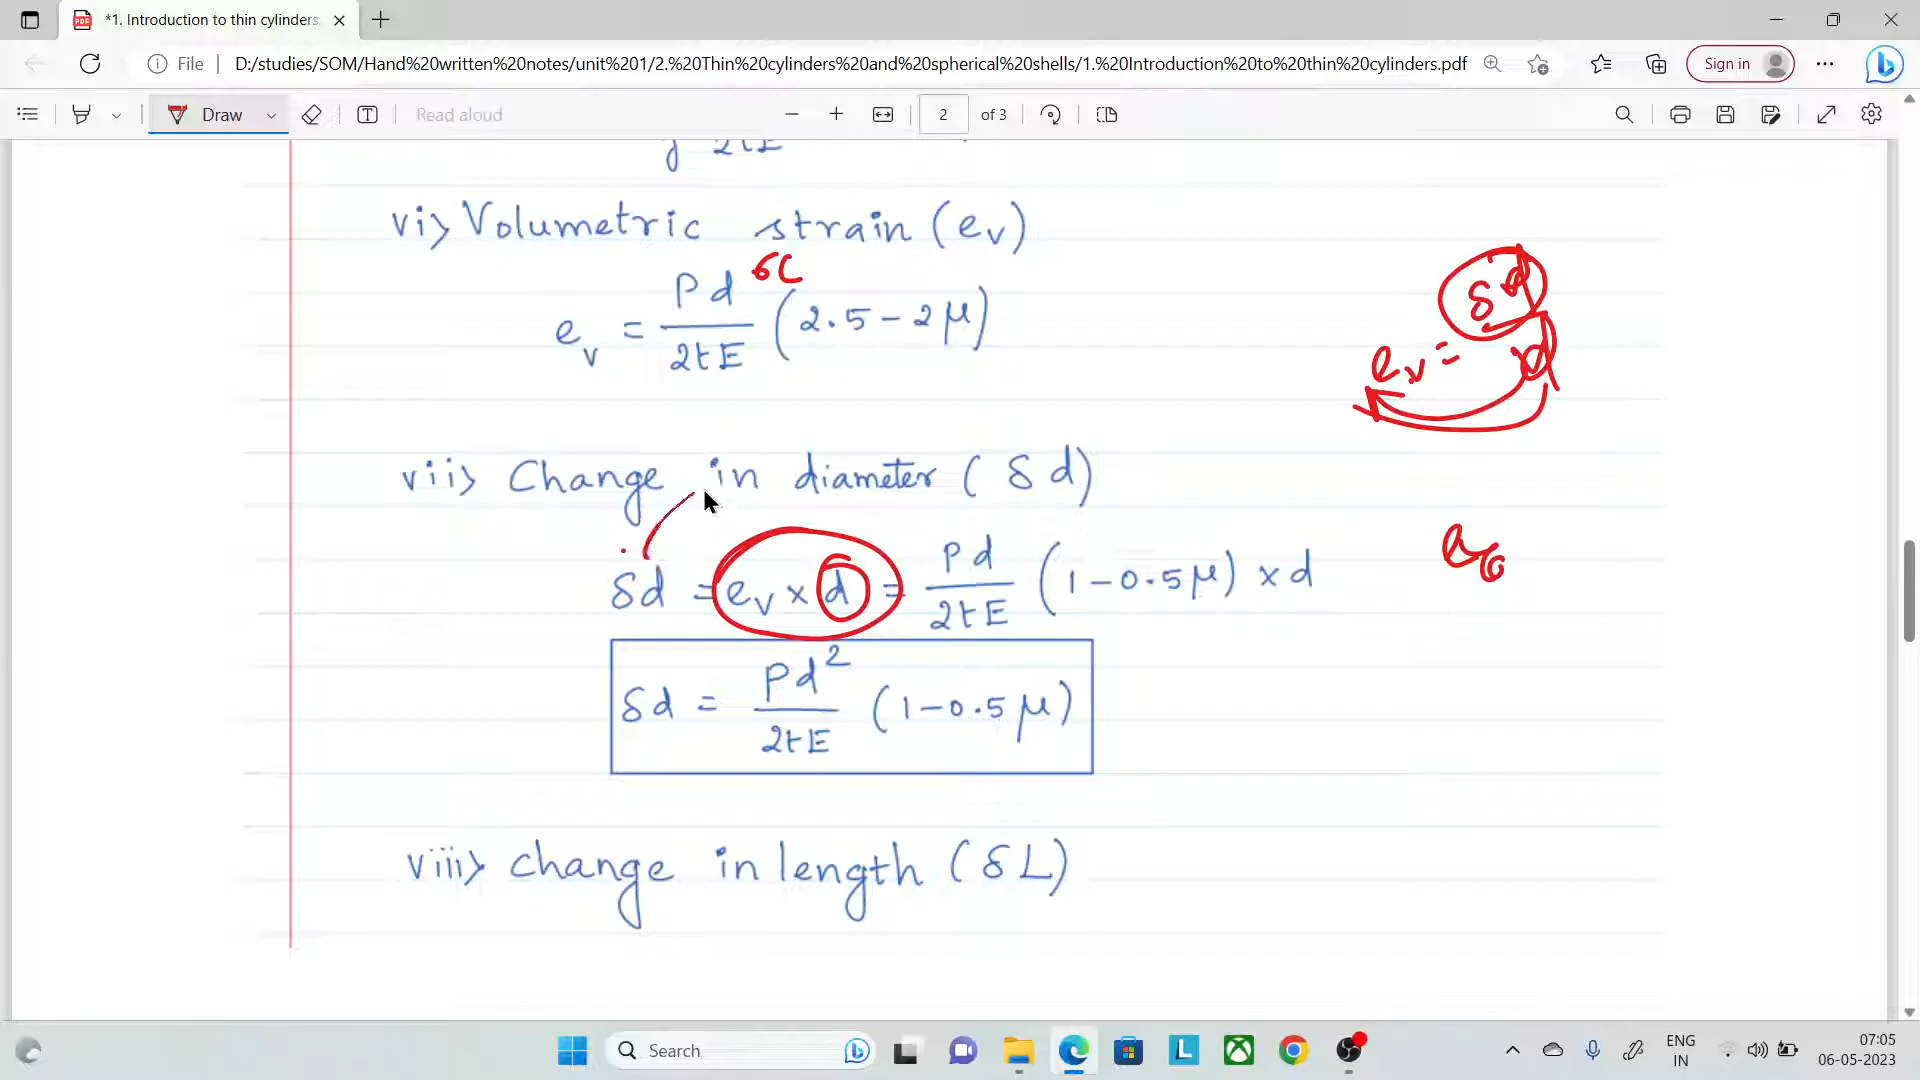 *1. Introduction to thin cylinders.
File
D:/studies/SOM/Hand%20written%20notes/unit%201/2.%20Thin%20cylinders%20and%20spherical%20shells/1.%20Introduction%20to%20thin%20cylinders.pdf
Sign in
Draw
Read aloud
2 of 3
2tE
vi> Volumetric strain (ev)
σc
ev = Pd/2tE (2.5-2μ)
δd
ev = d
vii> Change in diameter (δd)
δd = ev × d = Pd/2tE (1-0.5μ) × d
δd = Pd²/2tE (1-0.5μ)
viii> change in length (δL)
Search
ENG
IN
07:05
06-05-2023